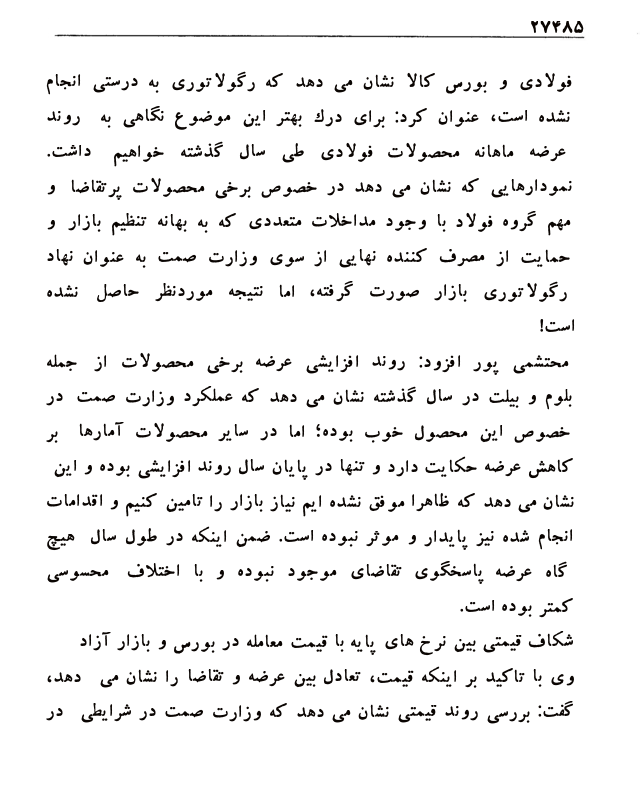 ۲۷۴۸۵
فولادی و بورس کالا نشان می دهد که رگولاتوری به درستی انجام
نشده است، عنوان کرد: برای درك بهتر این موضوع نگاهی به روند
عرضه ماهانه محصولات فولادی طی سال گذشته خواهیم داشت.
نمودارهایی که نشان می دهد در خصوص برخی محصولات پرتقاضا و
مهم گروه فولاد با وجود مداخلات متعددی که به بهانه تنظیم بازار و
حمایت از مصرف کننده نهایی از سوی وزارت صمت به عنوان نهاد
رگولاتوری بازار صورت گرفته، اما نتیجه موردنظر حاصل نشده
است!
محتشمی پور افزود: روند افزایشی عرضه برخی محصولات از جمله
بلوم و بیلت در سال گذشته نشان می دهد که عملکرد وزارت صمت در
خصوص این محصول خوب بوده؛ اما در سایر محصولات آمارها بر
کاهش عرضه حکایت دارد و تنها در پایان سال روند افزایشی بوده و این
نشان می دهد که ظاهرا موفق نشده ایم نیاز بازار را تامین کنیم و اقدامات
انجام شده نیز پایدار و موثر نبوده است. ضمن اینکه در طول سال هیچ
گاه عرضه پاسخگوی تقاضای موجود نبوده و با اختلاف محسوسی
کمتر بوده است.
شکاف قیمتی بین نرخ های پایه با قیمت معامله در بورس و بازار آزاد
وی با تاکید بر اینکه قیمت، تعادل بین عرضه و تقاضا را نشان می دهد،
گفت: بررسی روند قیمتی نشان می دهد که وزارت صمت در شرایطی در